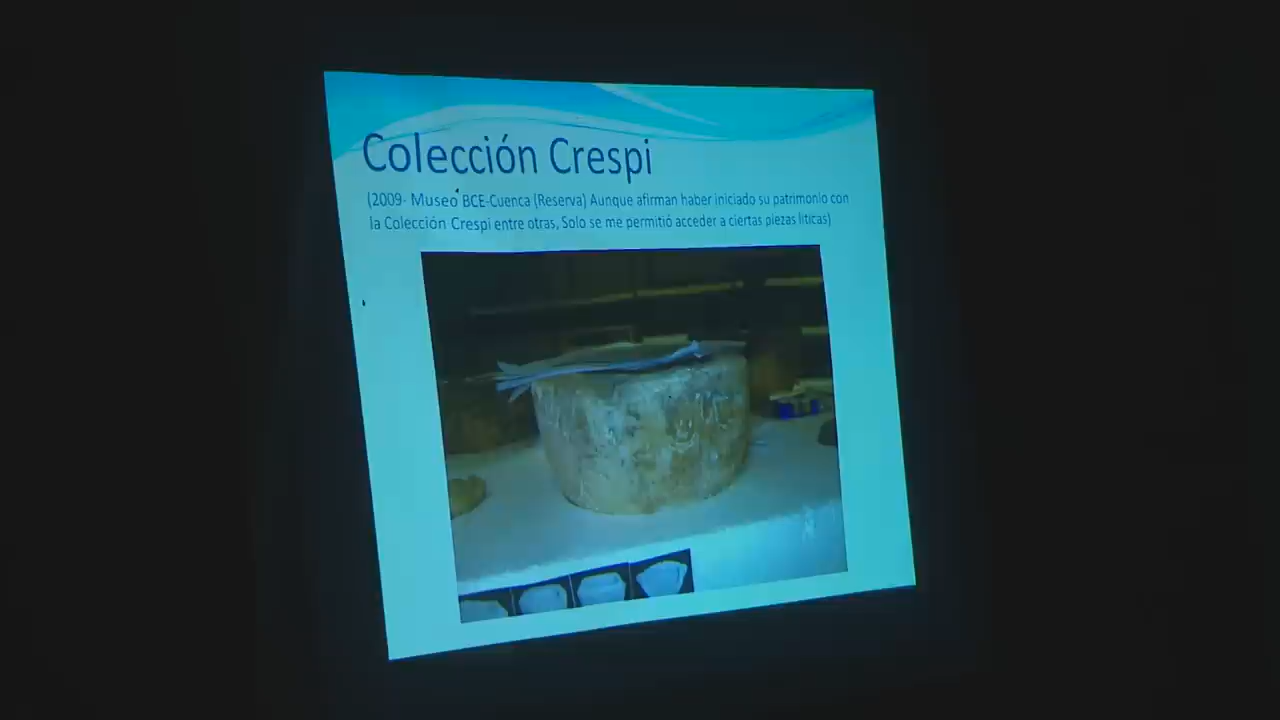 Colección Crespi
(2009- Museo BCE-Cuenca (Reserva) Aunque afirman haber iniciado su patrimonio con
la Colección Crespi entre otras, Solo se me permitió acceder a ciertas piezas líticas)